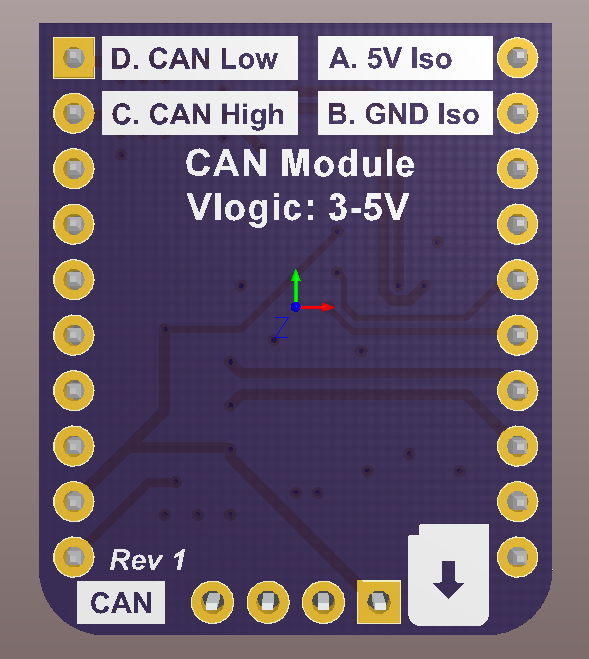 D. CAN Low
A. 5V Iso
C. CAN High
B. GND Iso
CAN Module
Vlogic: 3-5V
Z
Rev 1
CAN